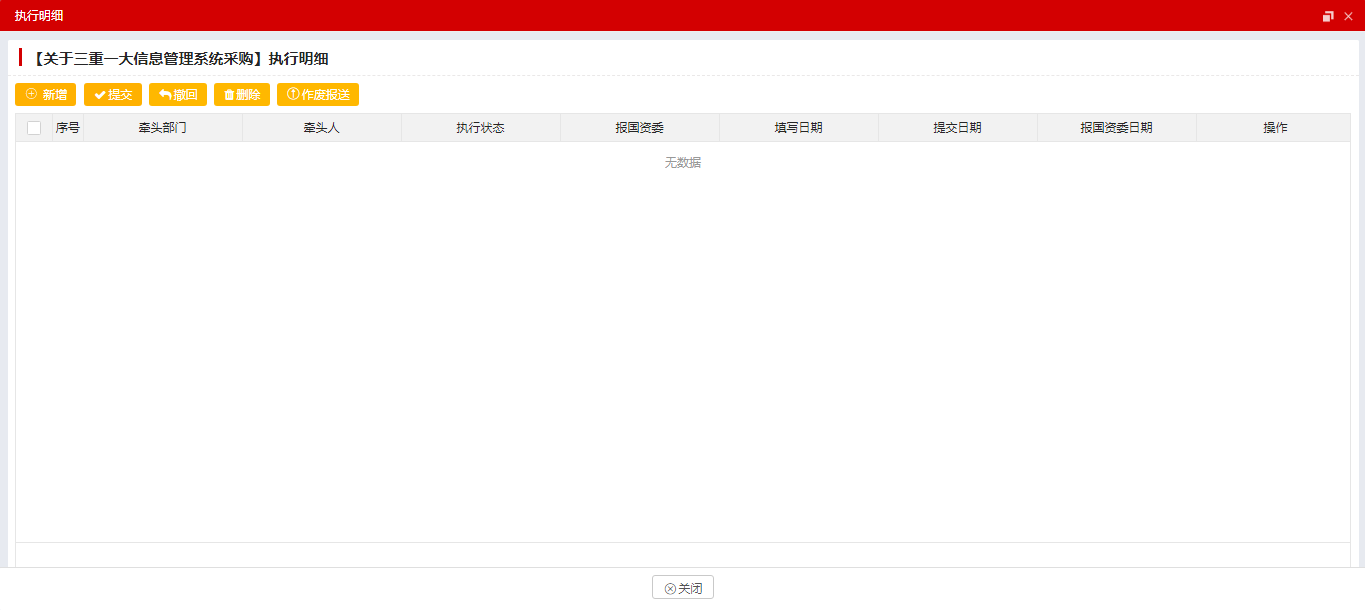 执行明细
【关于三重一大信息管理系统采购】执行明细
新增 提交 撤回 删除 作废报送
序号 牵头部门 牵头人 执行状态 报国资委 填写日期 提交日期 报国资委日期 操作
无数据
关闭